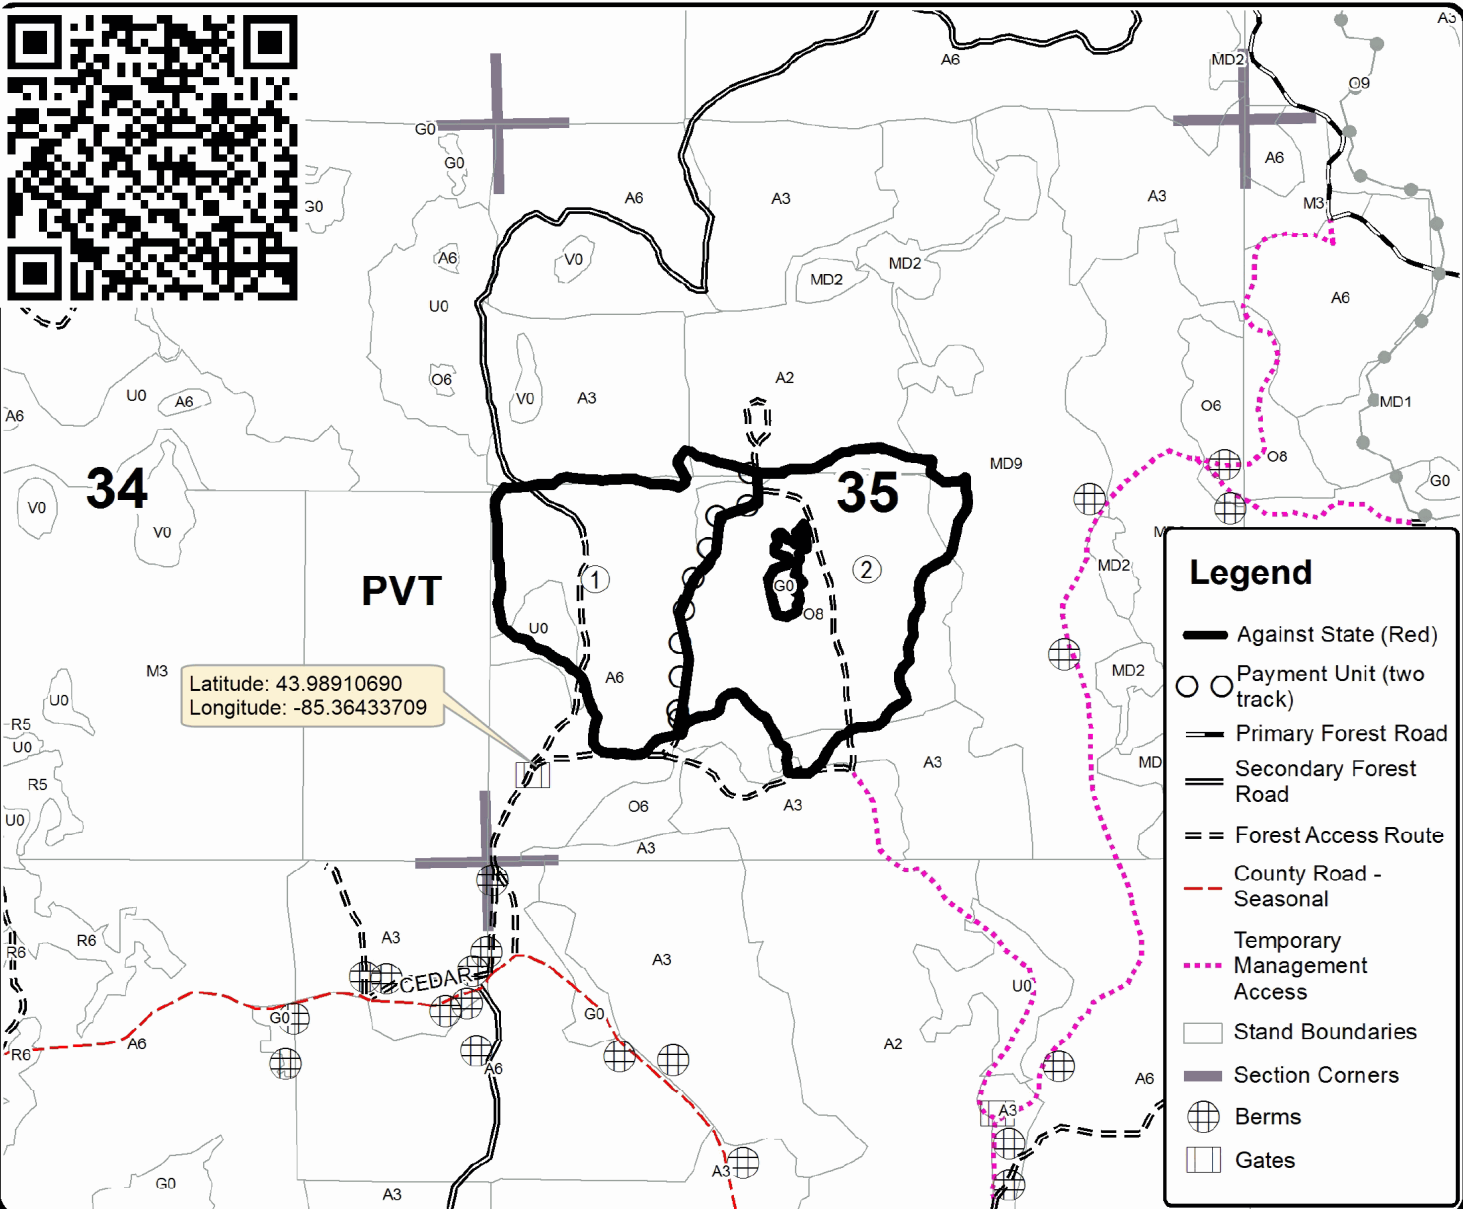 A3
A6
MD2
O9
G0
G0
A6
G0
A6
A3
A3
M3
A6
V0
MD2
MD2
A6
U0
A6
U0
A6
O6
V0
A3
A2
O6
MD1
A6
34
35
MD9
O8
G0
V0
V0
PVT
1
2
G0
O8
MD2
U0
M3
A6
MD2
Latitude: 43.98910690
Longitude: -85.36433709
U0
R5
U0
R5
U0
A3
MD
O6
A3
A3
R6
R6
A3
A3
CEDAR
U0
G0
G0
A6
R6
A2
A6
A6
A3
A3
G0
A3
Legend
Against State (Red)
Payment Unit (two
track)
Primary Forest Road
Secondary Forest
Road
Forest Access Route
County Road -
Seasonal
Temporary
Management
Access
Stand Boundaries
Section Corners
Berms
Gates